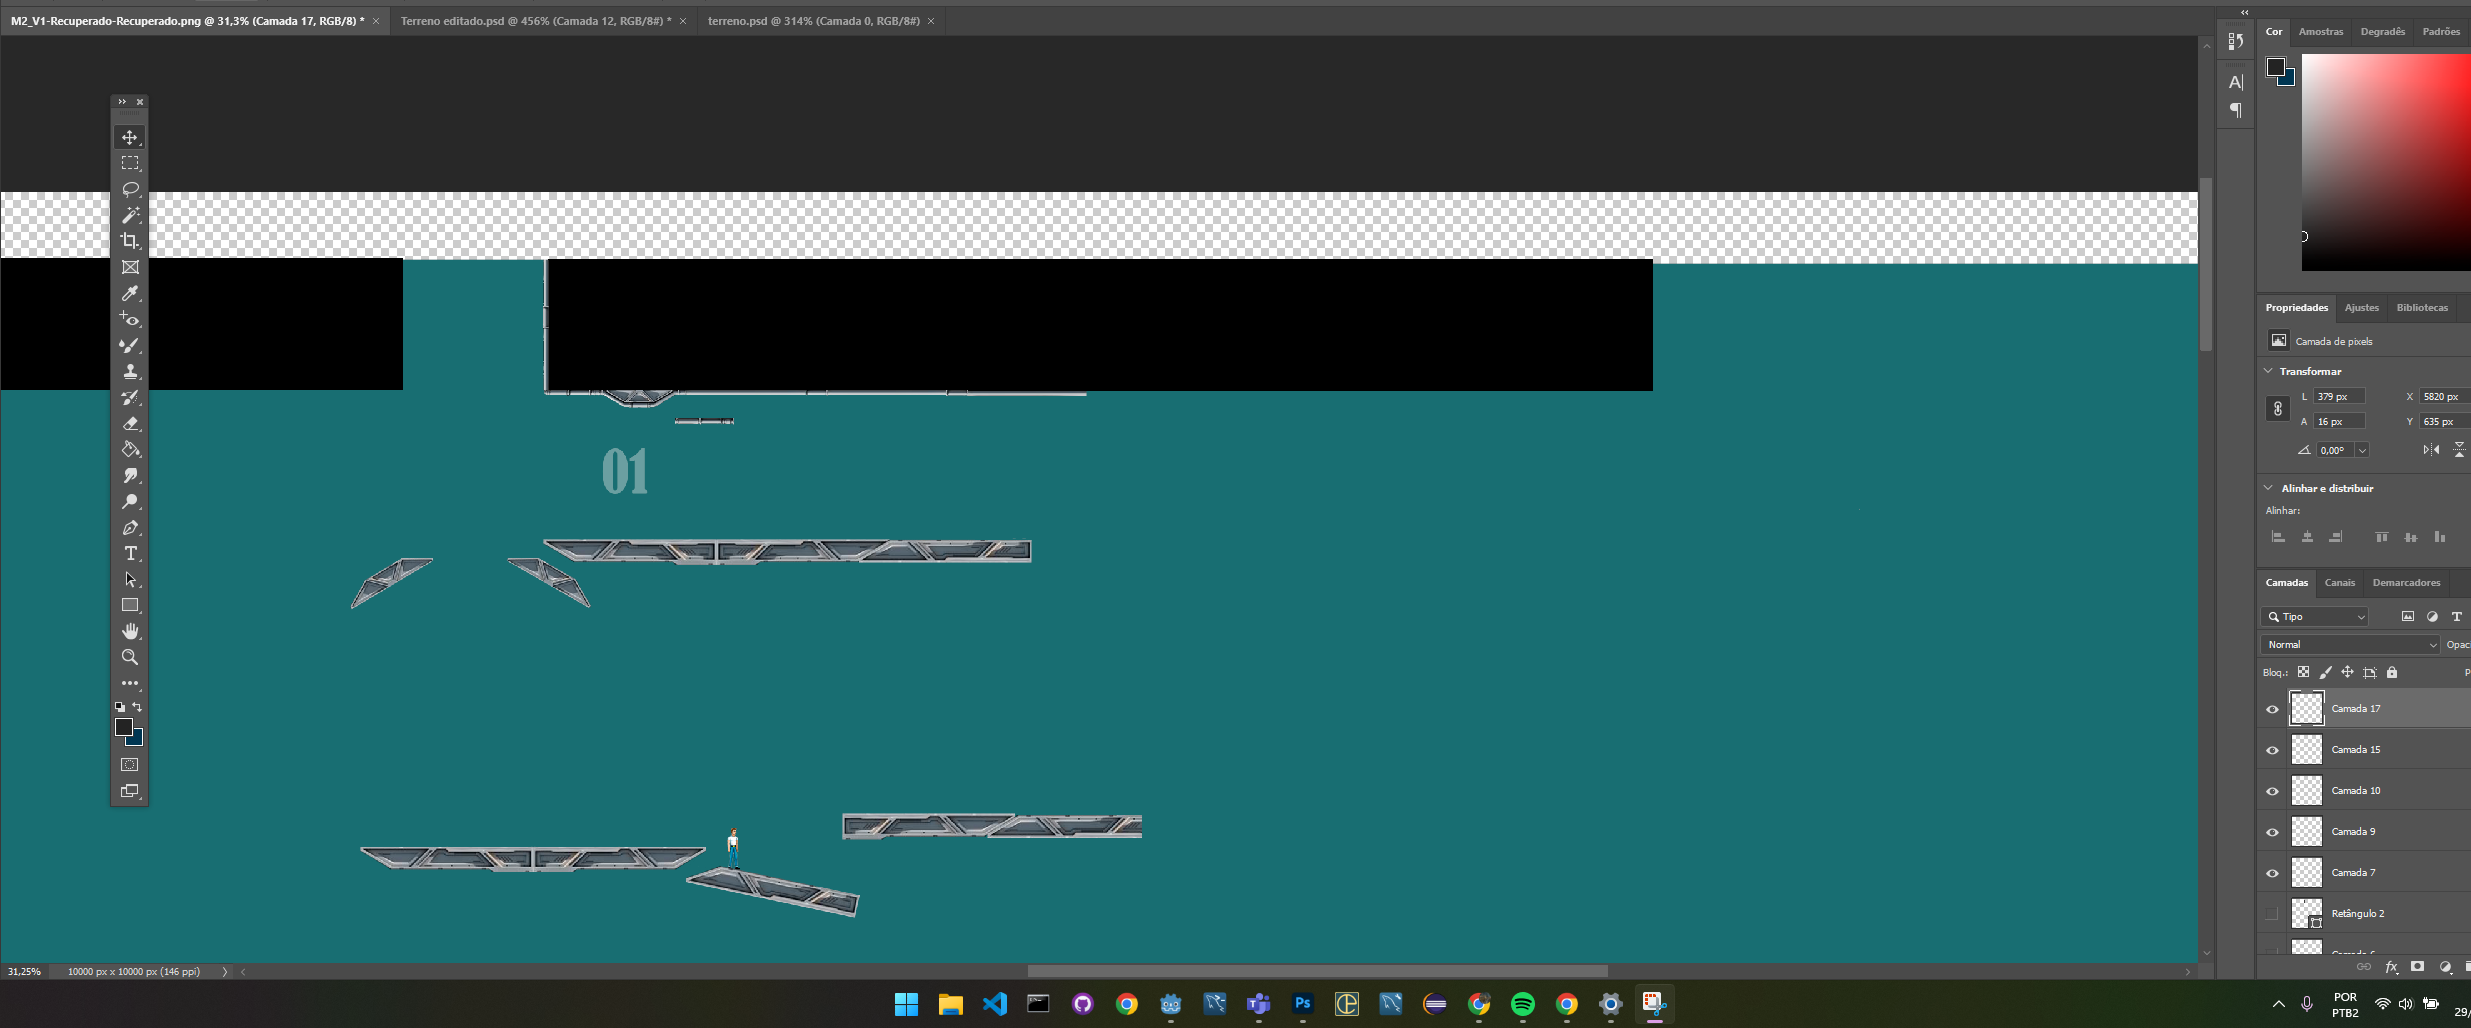 M2_V1-Recuperado-Recuperado.png @ 31,3% (Camada 17, RGB/8) *
Terreno editado.psd @ 456% (Camada 12, RGB/8#) *
terreno.psd @ 314% (Camada 0, RGB/8#)
Cor Amostras Degradês Padrões
Propriedades Ajustes Bibliotecas
Camada de pixels
Transformar
L 379 px X 5820 px
A 16 px Y 635 px
0,00°
Alinhar e distribuir
Alinhar:
01
Camadas Canais Demarcadores
Tipo
Normal Opac
Bloq.: P
Camada 17
Camada 15
Camada 10
Camada 9
Camada 7
Retângulo 2
31,25% 10000 px x 10000 px (146 ppi)
Ps
POR
PTB2
29/